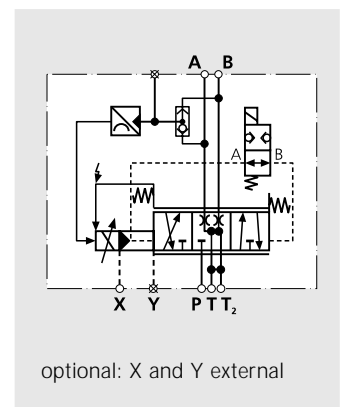 A B
A B
X Y P T T₂
optional: X and Y external